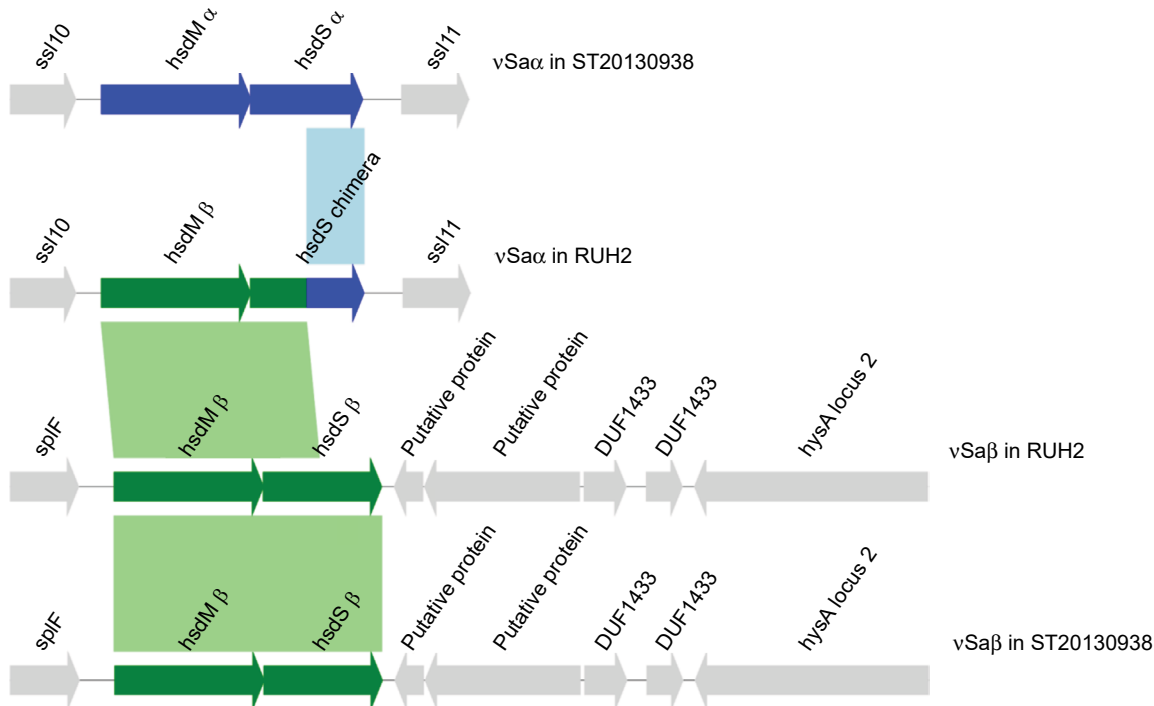 ssl10
hsdM α
hsdS α
ssl11
νSaα in ST20130938
ssl10
hsdM β
hsdS chimera
ssl11
νSaα in RUH2
splF
hsdM β
hsdS β
Putative protein
Putative protein
DUF1433
DUF1433
hysA locus 2
νSaβ in RUH2
splF
hsdM β
hsdS β
Putative protein
Putative protein
DUF1433
DUF1433
hysA locus 2
νSaβ in ST20130938